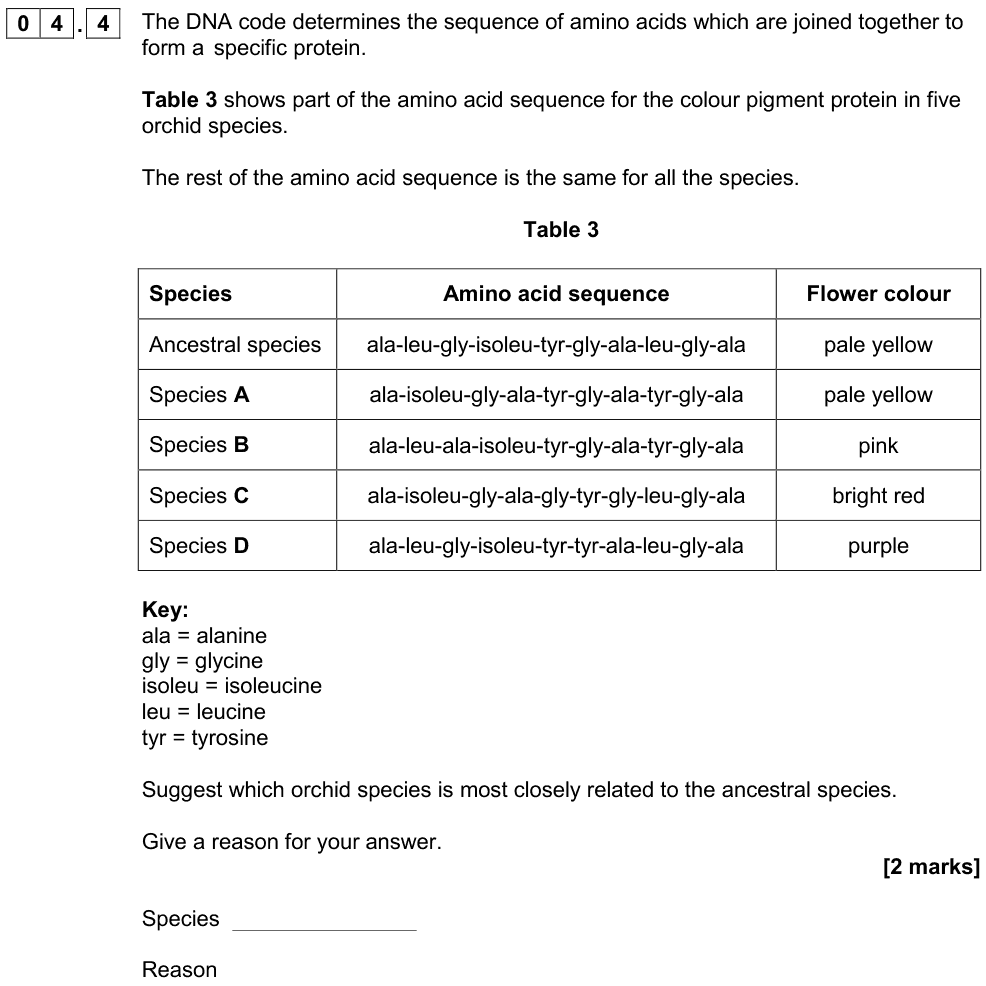 0 4 . 4 The DNA code determines the sequence of amino acids which are joined together to
form a specific protein.
Table 3 shows part of the amino acid sequence for the colour pigment protein in five
orchid species.
The rest of the amino acid sequence is the same for all the species.
Table 3
Species Amino acid sequence Flower colour
Ancestral species ala-leu-gly-isoleu-tyr-gly-ala-leu-gly-ala pale yellow
Species A ala-isoleu-gly-ala-tyr-gly-ala-tyr-gly-ala pale yellow
Species B ala-leu-ala-isoleu-tyr-gly-ala-tyr-gly-ala pink
Species C ala-isoleu-gly-ala-gly-tyr-gly-leu-gly-ala bright red
Species D ala-leu-gly-isoleu-tyr-tyr-ala-leu-gly-ala purple
Key:
ala = alanine
gly = glycine
isoleu = isoleucine
leu = leucine
tyr = tyrosine
Suggest which orchid species is most closely related to the ancestral species.
Give a reason for your answer.
[2 marks]
Species
Reason